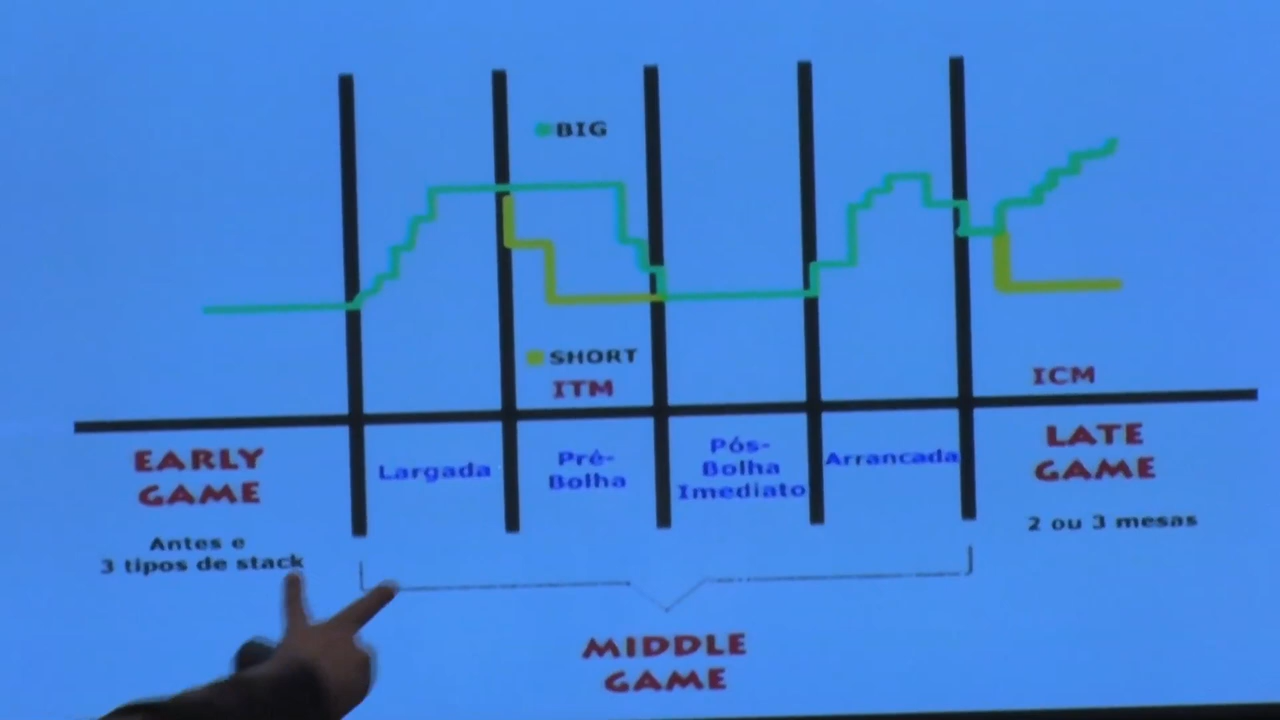 BIG
SHORT
ITM
ICM
EARLY
GAME
Antes e
3 tipos de stack
Largada
Pré-
Bolha
Pós-
Bolha
Imediato
Arrancada
LATE
GAME
2 ou 3 mesas
MIDDLE
GAME